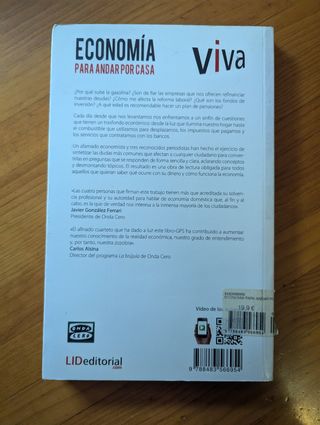 ECONOMÍA
PARA ANDAR POR CASA
viva
¿Por qué sube la gasolina? ¿Son de fiar las empresas que nos ofrecen refinanciar
nuestras deudas? ¿Cómo me afecta la reforma laboral? ¿Qué son los fondos de
inversión? ¿A qué edad es recomendable hacer un plan de pensiones?
Cada día desde que nos levantamos nos enfrentamos a un sinfín de cuestiones
que tienen un trasfondo económico: desde la luz que ilumina nuestro hogar hasta
el combustible que utilizamos para desplazarnos, los impuestos que pagamos y
los servicios que contratamos con los bancos.
Un afamado economista y tres reconocidos periodistas han hecho el ejercicio de
sintetizar las dudas más comunes que afectan a cualquier ciudadano para conver-
tirlas en preguntas que se responden de forma sencilla y clara, aclarando conceptos
y desmontando tópicos. El resultado es una obra de lectura obligada para todos
aquellos que quieran saber qué ocurre con su dinero y cómo funciona la economía.
«Las cuatro personas que firman este trabajo tienen más que acreditada su solven-
cia profesional y su autoridad para hablar de economía doméstica que, al fin y al
cabo, es la que de verdad nos interesa a la inmensa mayoría de los ciudadanos».
Javier González Ferrari
Presidente de Onda Cero
«El afinado cuarteto que ha dado a luz este libro-GPS ha contribuido a aumentar
nuestro conocimiento de la realidad económica, nuestro grado de entendimiento
y, por tanto, nuestra zozobra».
Carlos Alsina
Director del programa La brújula de Onda Cero
Vídeo de los
19.9 €
9788483566954
ONDA
CERO
LIDeditorial
.com
9 788483 566954